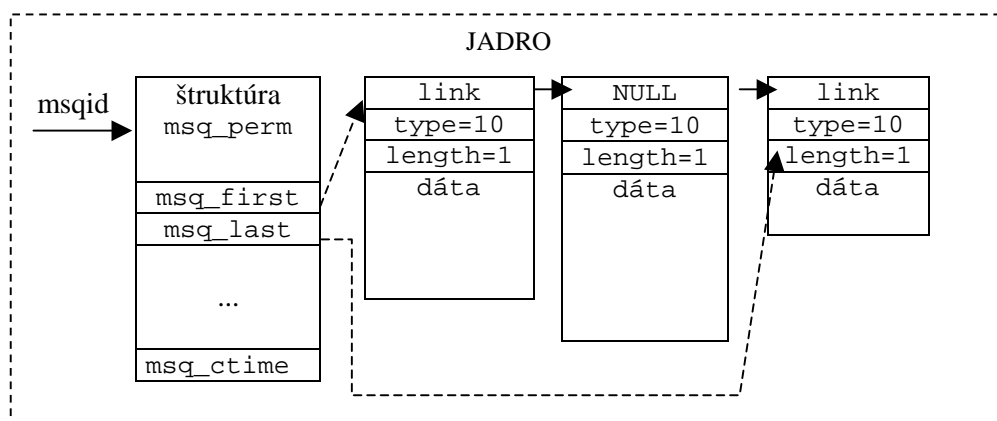 JADRO
msqid
štruktúra
msq_perm
msq_first
msq_last
...
msq_ctime
link
type=10
length=1
dáta
NULL
type=10
length=1
dáta
link
type=10
length=1
dáta